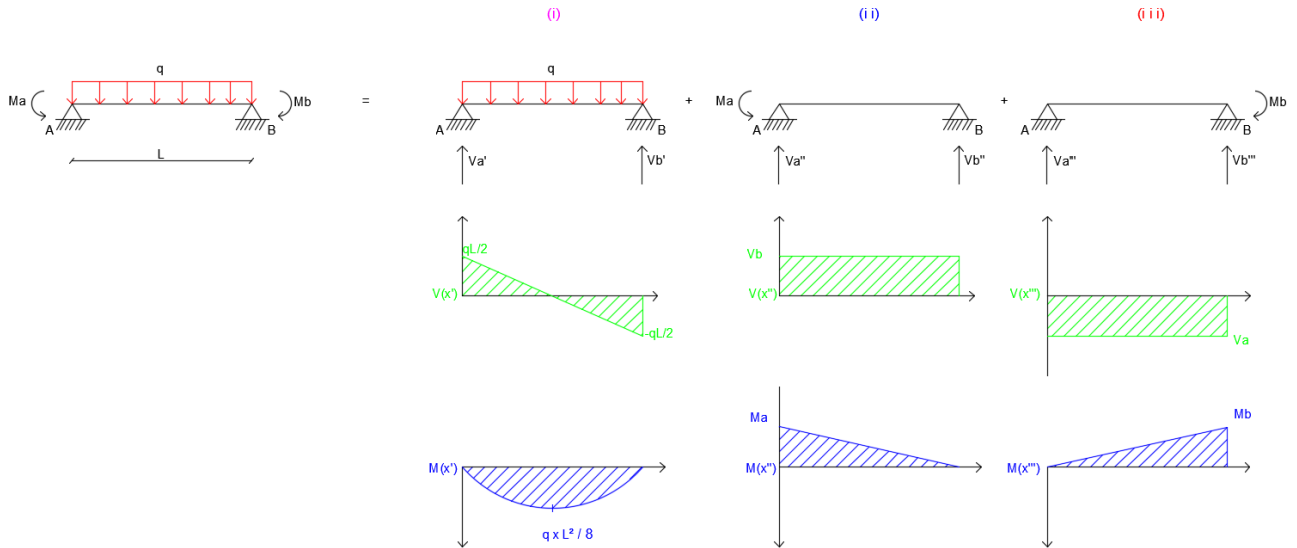 (i)
(i i)
(i i i)
q
Ma
Mb
A
B
L
=
q
A
B
Va'
Vb'
+
Ma
A
B
Va''
Vb''
+
Mb
A
B
Va'''
Vb'''
qL/2
V(x')
-qL/2
Vb
V(x'')
V(x''')
Va
M(x')
q x L² / 8
Ma
M(x'')
Mb
M(x''')